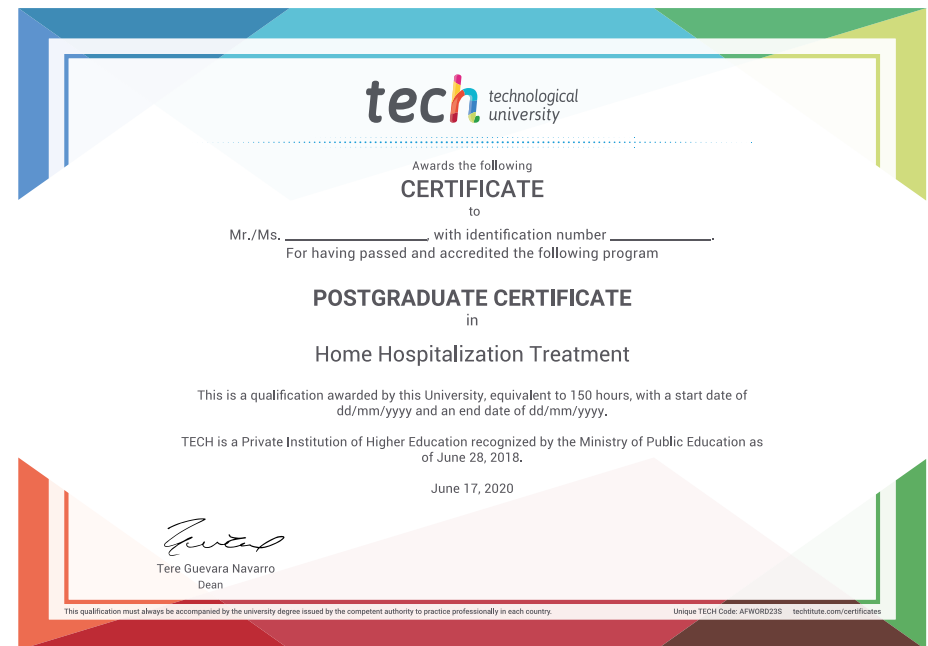 tech technological
university
Awards the following
CERTIFICATE
to
Mr./Ms. ____________________, with identification number ______________.
For having passed and accredited the following program
POSTGRADUATE CERTIFICATE
in
Home Hospitalization Treatment
This is a qualification awarded by this University, equivalent to 150 hours, with a start date of
dd/mm/yyyy and an end date of dd/mm/yyyy.
TECH is a Private Institution of Higher Education recognized by the Ministry of Public Education as
of June 28, 2018.
June 17, 2020
Tere Guevara Navarro
Dean
This qualification must always be accompanied by the university degree issued by the competent authority to practice professionally in each country. Unique TECH Code: AFWORD23S techtitute.com/certificates